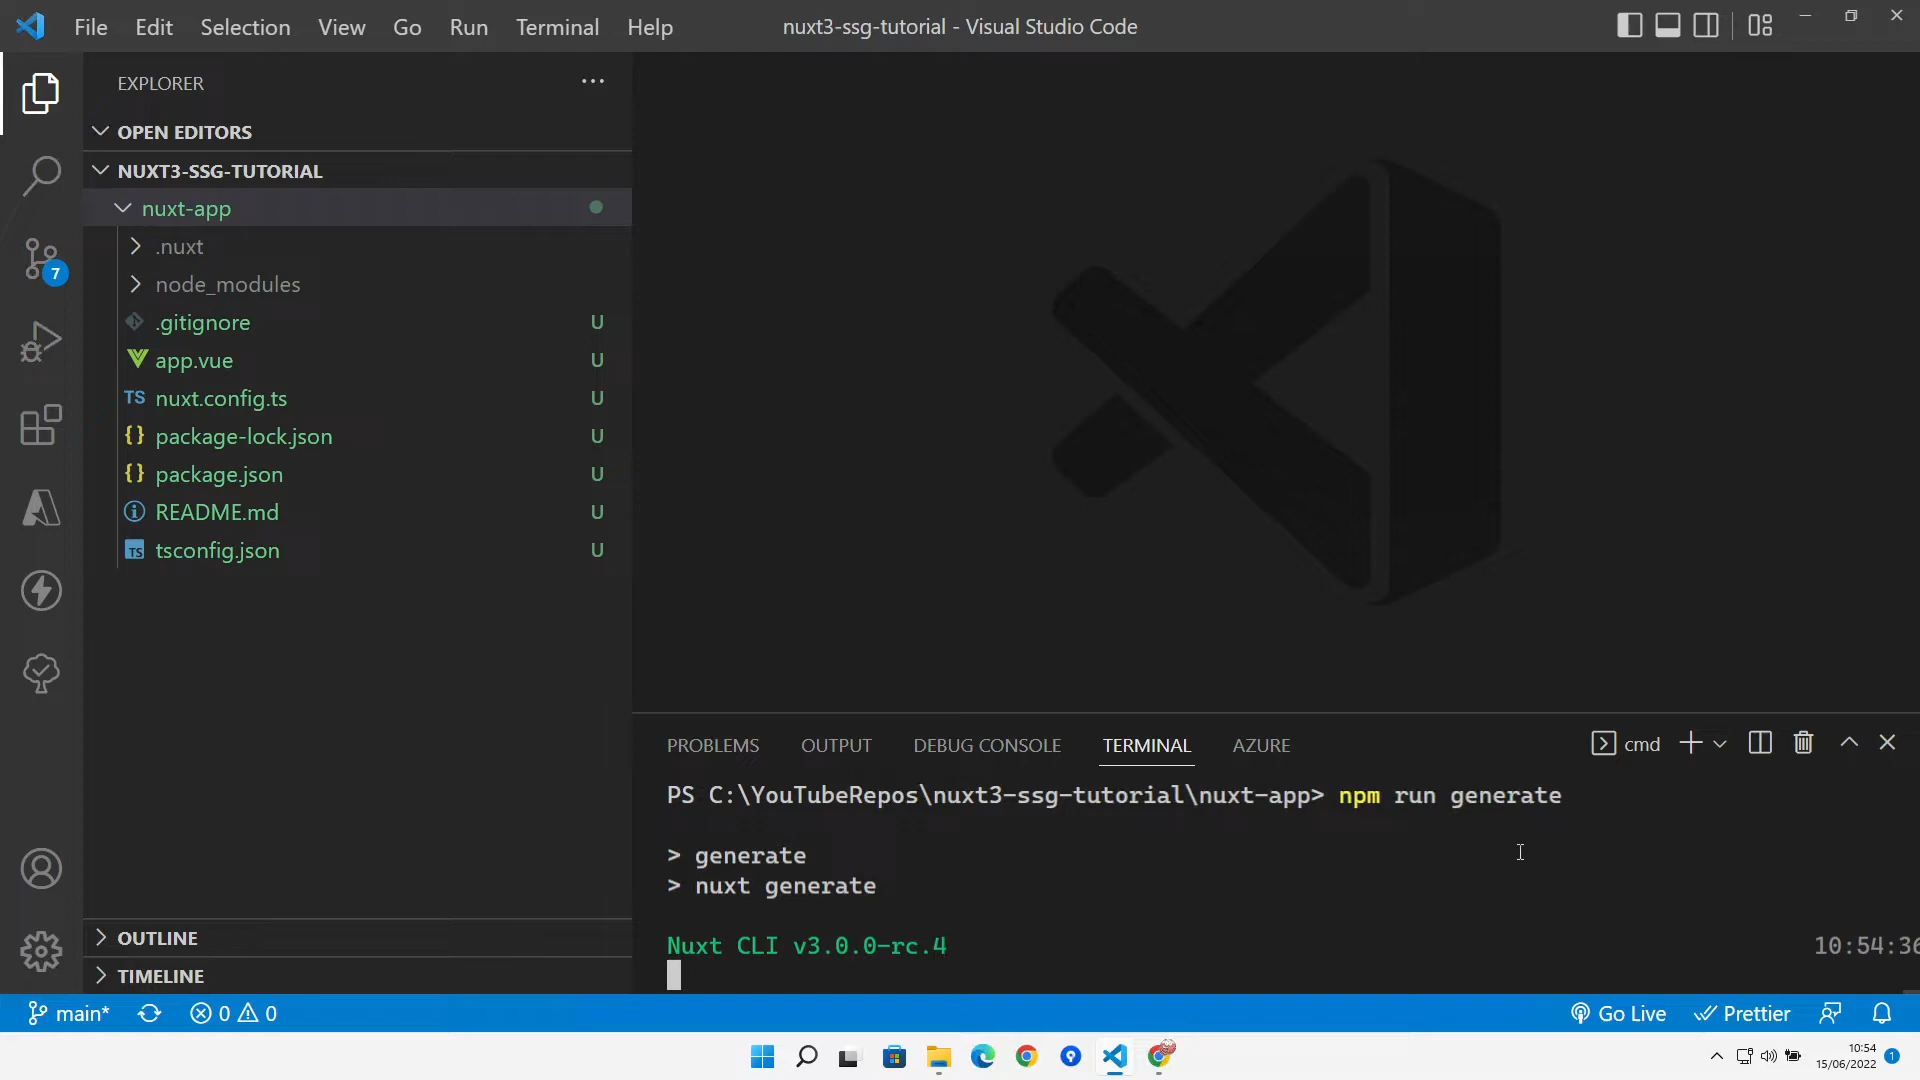 File Edit Selection View Go Run Terminal Help
nuxt3-ssg-tutorial - Visual Studio Code
EXPLORER
OPEN EDITORS
NUXT3-SSG-TUTORIAL
nuxt-app
.nuxt
node_modules
.gitignore U
app.vue U
TS nuxt.config.ts U
{} package-lock.json U
{} package.json U
README.md U
TS tsconfig.json U
7
OUTLINE
TIMELINE
PROBLEMS OUTPUT DEBUG CONSOLE TERMINAL AZURE
cmd
PS C:\YouTubeRepos\nuxt3-ssg-tutorial\nuxt-app> npm run generate
> generate
> nuxt generate
Nuxt CLI v3.0.0-rc.4 10:54:36
main* 0 0
Go Live Prettier
10:54
15/06/2022
1